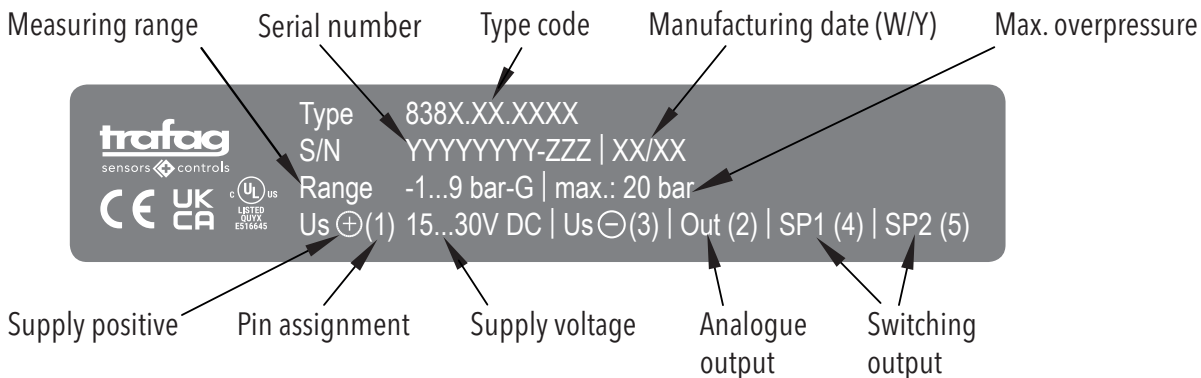 Measuring range Serial number Type code Manufacturing date (W/Y) Max. overpressure
trafag
sensors controls
CE UK CA
c UL US
LISTED
QUYX
E516645
Type 838X.XX.XXXX
S/N YYYYYYYY-ZZZ | XX/XX
Range -1...9 bar-G | max.: 20 bar
Us ⊕(1) 15...30V DC | Us⊖(3) | Out (2) | SP1 (4) | SP2 (5)
Supply positive Pin assignment Supply voltage Analogue output Switching output